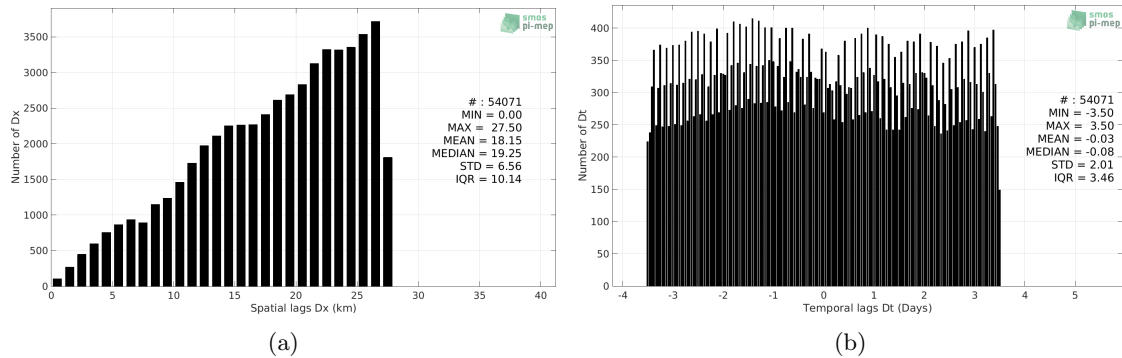 smos
pi-mep
3500
3000
2500
2000
1500
1000
500
0
Number of Dx
# : 54071
MIN = 0.00
MAX = 27.50
MEAN = 18.15
MEDIAN = 19.25
STD = 6.56
IQR = 10.14
0 5 10 15 20 25 30 35 40
Spatial lags Dx (km)
(a)
smos
pi-mep
400
350
300
250
200
150
100
50
0
Number of Dt
# : 54071
MIN = -3.50
MAX = 3.50
MEAN = -0.03
MEDIAN = -0.08
STD = 2.01
IQR = 3.46
-4 -3 -2 -1 0 1 2 3 4 5
Temporal lags Dt (Days)
(b)